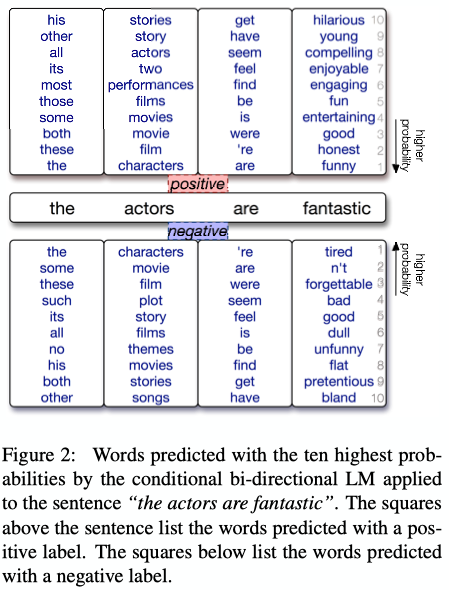 his stories get hilarious 10
other story have young 9
all actors seem compelling 8
its two feel enjoyable 7
most performances find engaging 6
those films be fun 5
some movies is entertaining 4
both movie were good 3
these film 're honest 2
the characters are funny 1
higher probability
positive
the actors are fantastic
negative
the characters 're tired 1
some movie are n't 2
these film were forgettable 3
such plot seem bad 4
its story feel good 5
all films is dull 6
no themes be unfunny 7
his movies find flat 8
both stories get pretentious 9
other songs have bland 10
higher probability
Figure 2: Words predicted with the ten highest prob-
abilities by the conditional bi-directional LM applied
to the sentence “the actors are fantastic”. The squares
above the sentence list the words predicted with a pos-
itive label. The squares below list the words predicted
with a negative label.